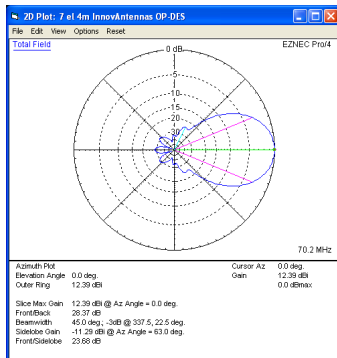 2D Plot: 7 el 4m InnovAntennas OP-DES
File Edit View Options Reset
Total Field
EZNEC Pro/4
0 dB
-5
-10
-15
-20
-30
70.2 MHz
Azimuth Plot
Elevation Angle 0.0 deg.
Outer Ring 12.39 dBi
Cursor Az 0.0 deg.
Gain 12.39 dBi
0.0 dBmax
Slice Max Gain 12.39 dBi @ Az Angle = 0.0 deg.
Front/Back 28.37 dB
Beamwidth 45.0 deg.; -3dB @ 337.5, 22.5 deg.
Sidelobe Gain -11.29 dBi @ Az Angle = 63.0 deg.
Front/Sidelobe 23.68 dB